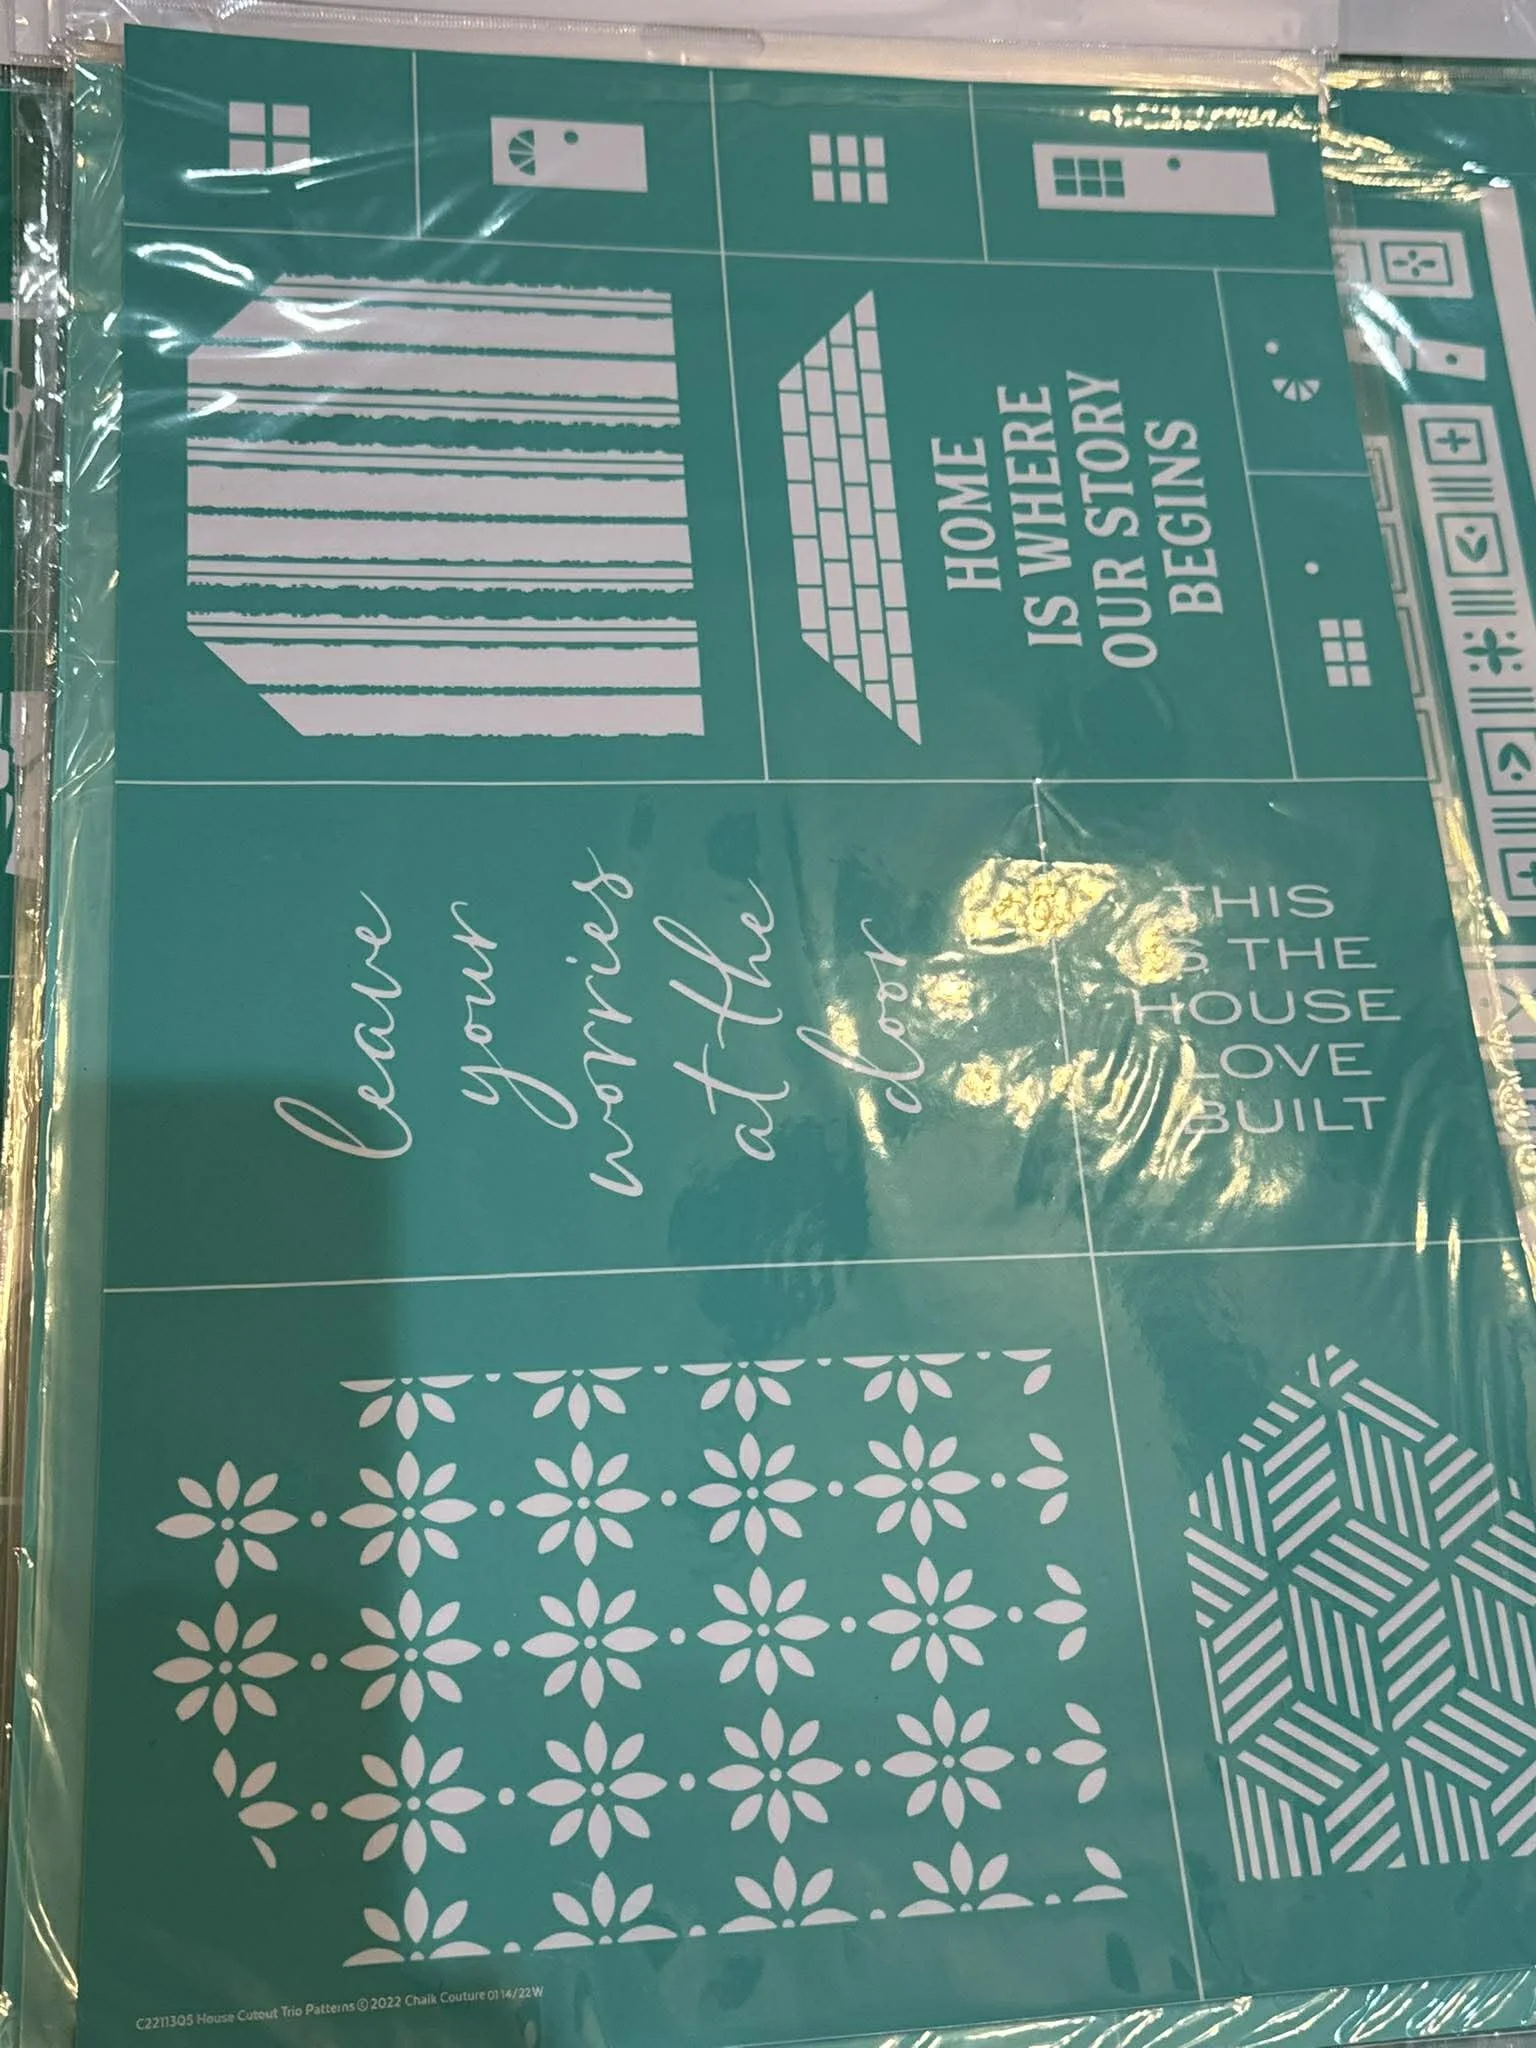 HOME
IS WHERE
OUR STORY
BEGINS
leave
your
worries
at the
door
THIS
IS THE
HOUSE
LOVE
BUILT
C2211305 House Cutout Trio Patterns © 2022 Chalk Couture 0114/22W